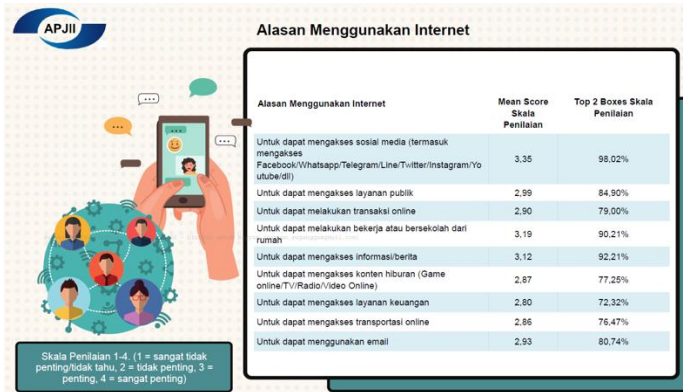 APJII
Alasan Menggunakan Internet
Alasan Menggunakan Internet
Mean Score
Skala
Penilaian
Top 2 Boxes Skala
Penilaian
Untuk dapat mengakses sosial media (termasuk
mengakses
Facebook/Whatsapp/Telegram/Line/Twitter/Instagram/Yo
utube/dll)
3,35
98,02%
Untuk dapat mengakses layanan publik
2,99
84,90%
Untuk dapat melakukan transaksi online
2,90
79,00%
Untuk dapat melakukan bekerja atau bersekolah dari
rumah
3,19
90,21%
Untuk dapat mengakses informasi/berita
3,12
92,21%
Untuk dapat mengakses konten hiburan (Game
online/TV/Radio/Video Online)
2,87
77,25%
Untuk dapat mengakses layanan keuangan
2,80
72,32%
Untuk dapat mengakses transportasi online
2,86
76,47%
Untuk dapat menggunakan email
2,93
80,74%
Skala Penilaian 1-4. (1 = sangat tidak
penting/tidak tahu, 2 = tidak penting, 3 =
penting, 4 = sangat penting)